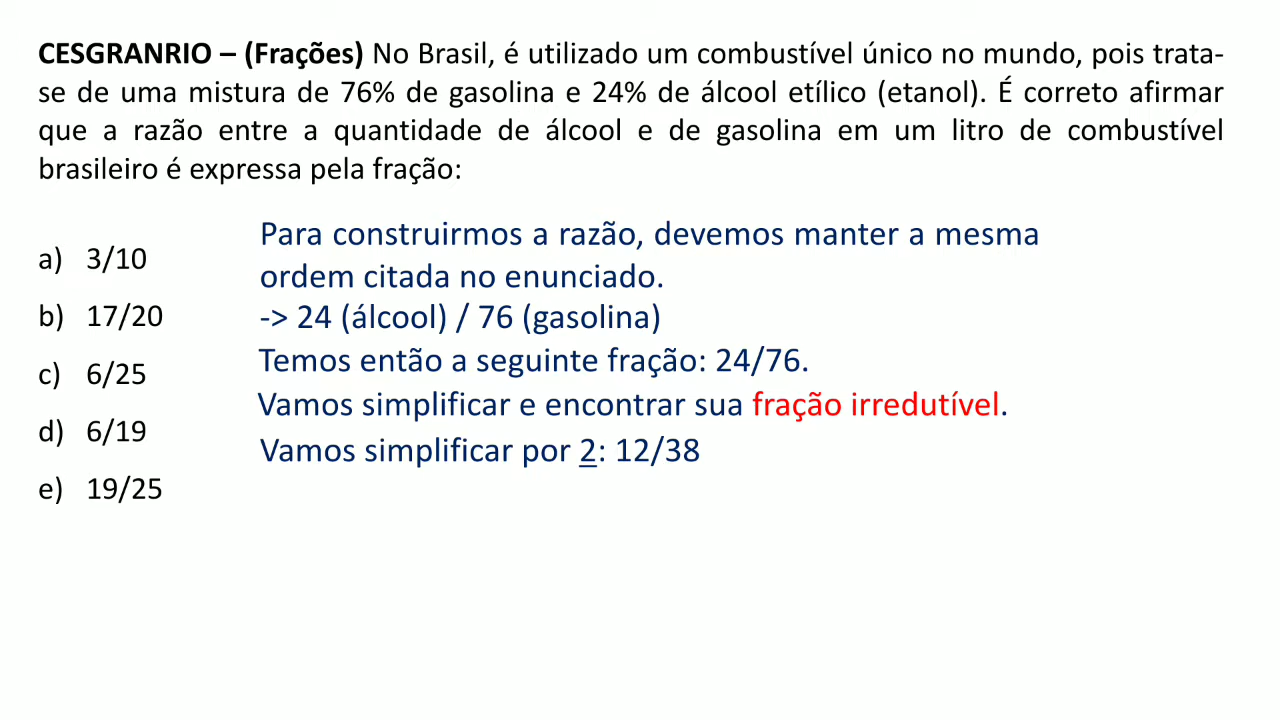 CESGRANRIO – (Frações) No Brasil, é utilizado um combustível único no mundo, pois trata-
se de uma mistura de 76% de gasolina e 24% de álcool etílico (etanol). É correto afirmar
que a razão entre a quantidade de álcool e de gasolina em um litro de combustível
brasileiro é expressa pela fração:
a) 3/10
b) 17/20
c) 6/25
d) 6/19
e) 19/25
Para construirmos a razão, devemos manter a mesma
ordem citada no enunciado.
-> 24 (álcool) / 76 (gasolina)
Temos então a seguinte fração: 24/76.
Vamos simplificar e encontrar sua fração irredutível.
Vamos simplificar por 2: 12/38